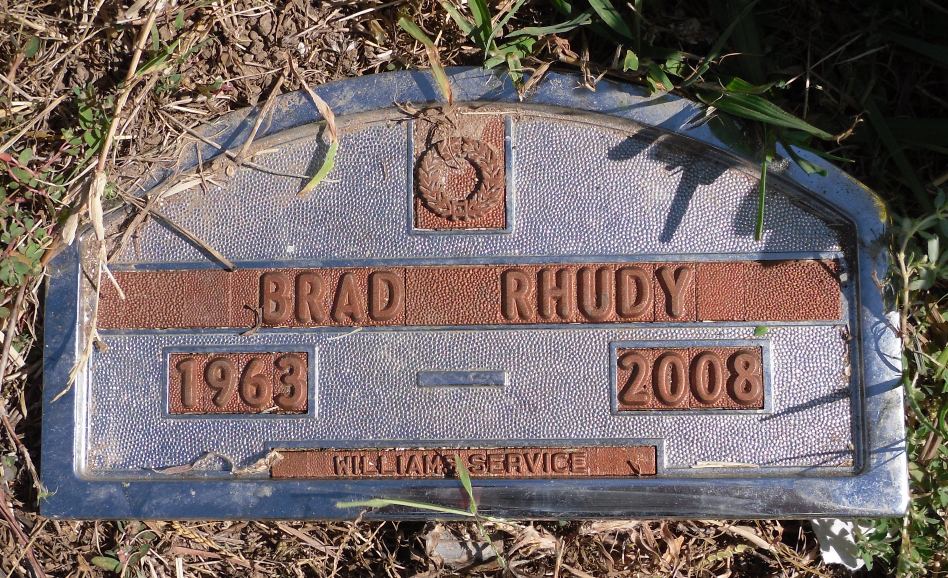 BRAD RHUDY
1963 — 2008
WILLIAMS SERVICE